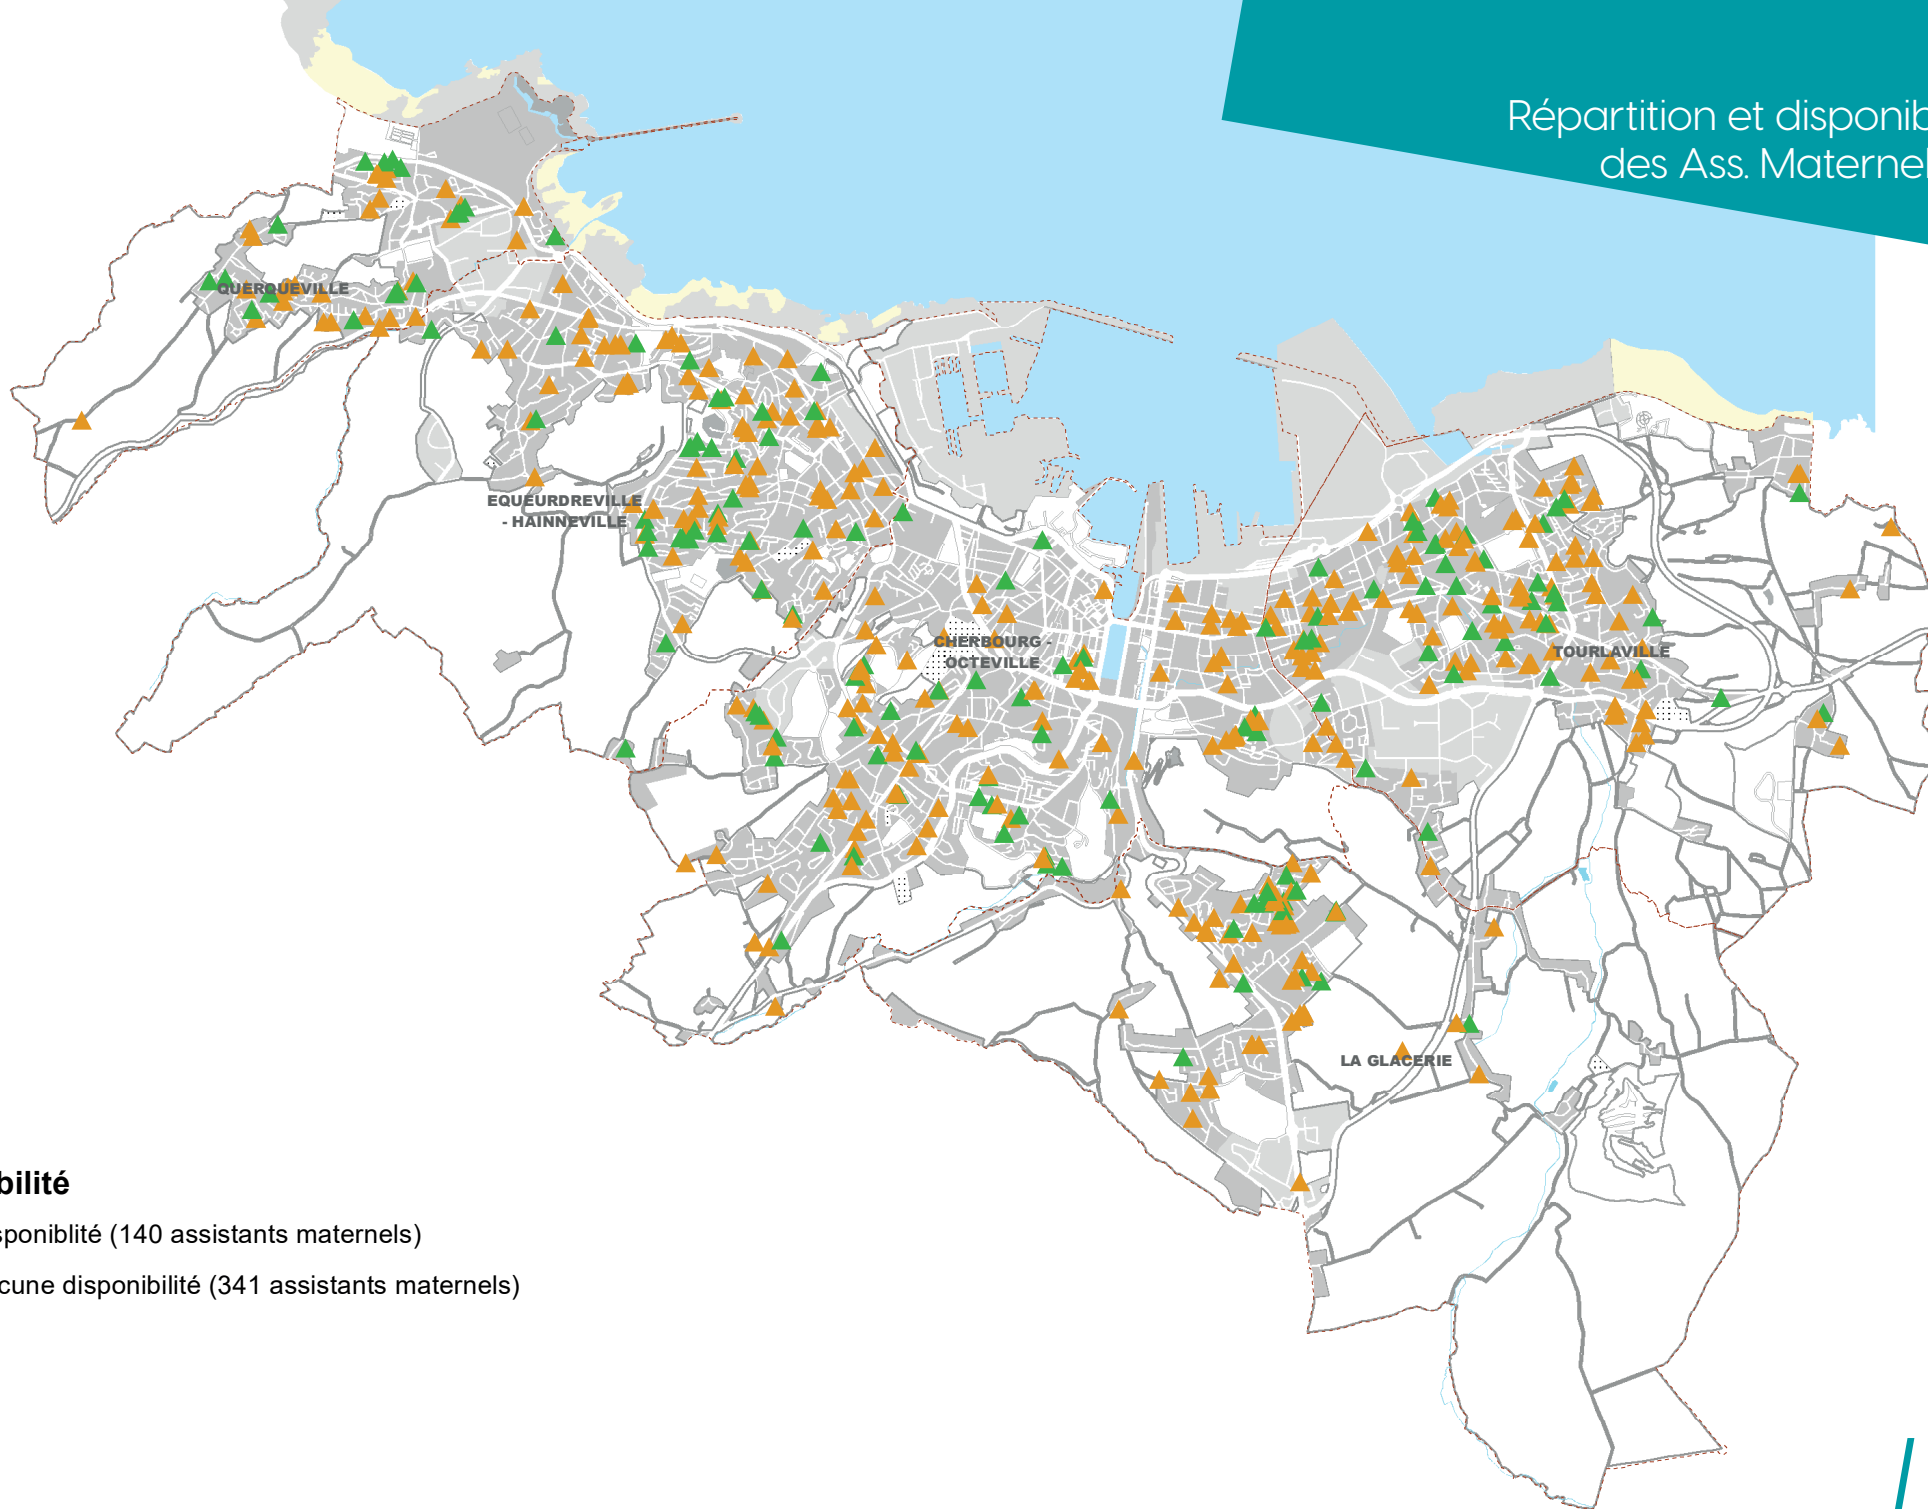 Répartition et disponib
des Ass. Maternel
QUERQUEVILLE
EQUEURDREVILLE
- HAINNEVILLE
CHERBOURG -
OCTEVILLE
TOURLAVILLE
LA GLACERIE
bilité
sponiblité (140 assistants maternels)
cune disponibilité (341 assistants maternels)